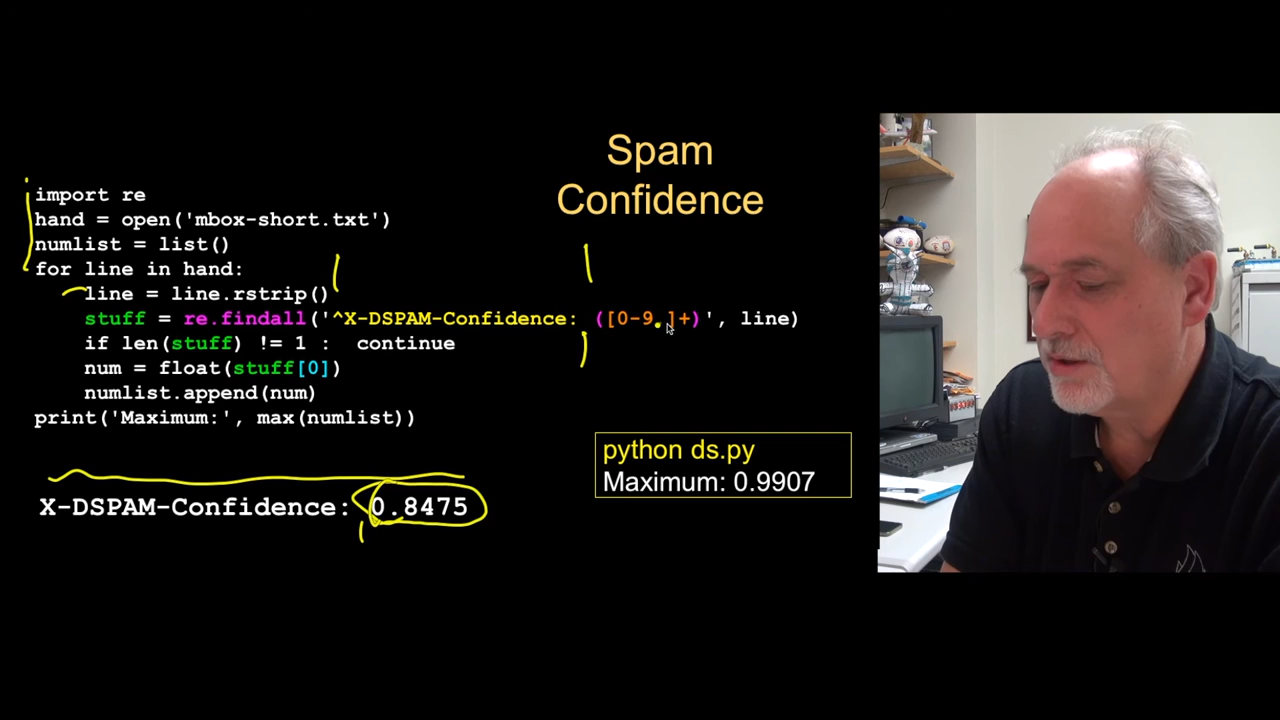 Spam
Confidence
import re
hand = open('mbox-short.txt')
numlist = list()
for line in hand:
    line = line.rstrip()
    stuff = re.findall('^X-DSPAM-Confidence: ([0-9.]+)', line)
    if len(stuff) != 1 :  continue
    num = float(stuff[0])
    numlist.append(num)
print('Maximum:', max(numlist))
python ds.py
Maximum: 0.9907
X-DSPAM-Confidence: 0.8475